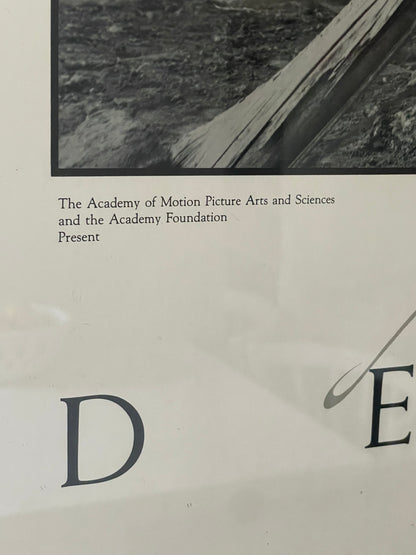 The Academy of Motion Picture Arts and Sciences
and the Academy Foundation
Present
D E